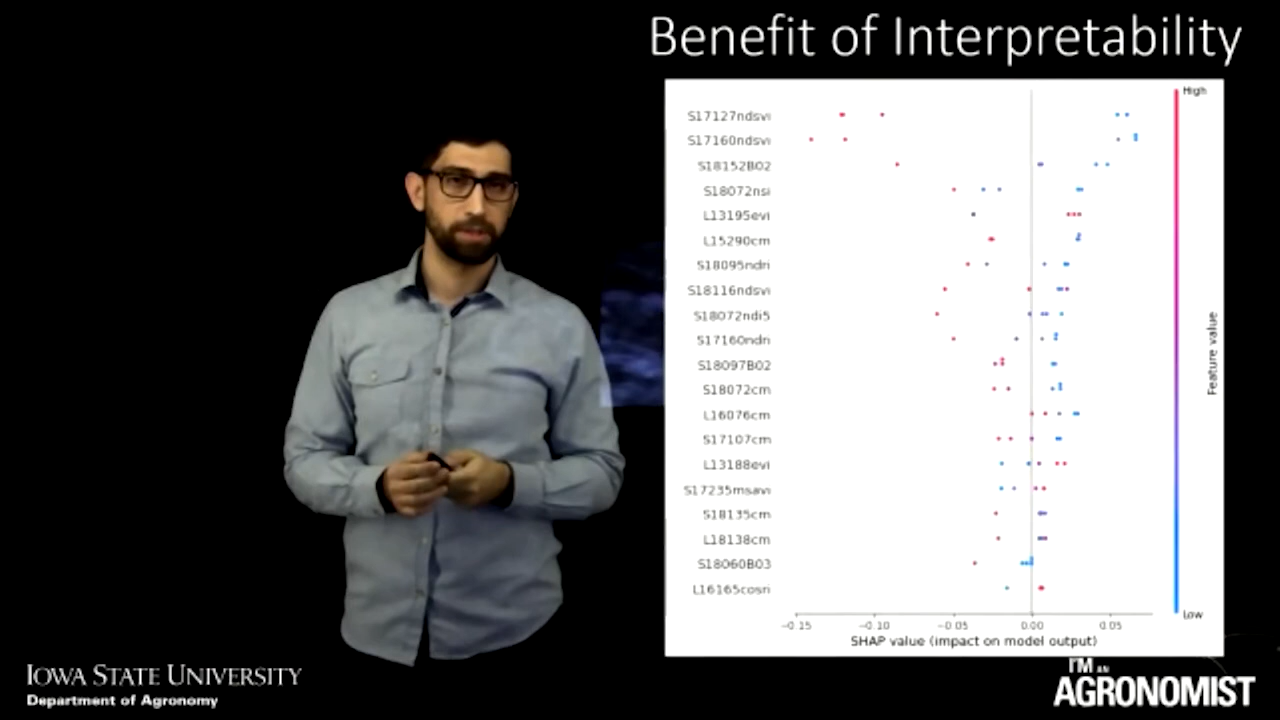 Benefit of Interpretability
High
S17127ndsvi
S17160ndsvi
S18152B02
S18072nsi
L13195evi
L15290cm
S18095ndri
S18116ndsvi
S18072ndi5
S17160ndri
S18097B02
S18072cm
L16076cm
S17107cm
L13188evi
S17235msavi
S18135cm
L18138cm
S18060B03
L16165cosri
Feature value
Low
−0.15 −0.10 −0.05 0.00 0.05
SHAP value (impact on model output)
IOWA STATE UNIVERSITY
Department of Agronomy
I'M AN
AGRONOMIST